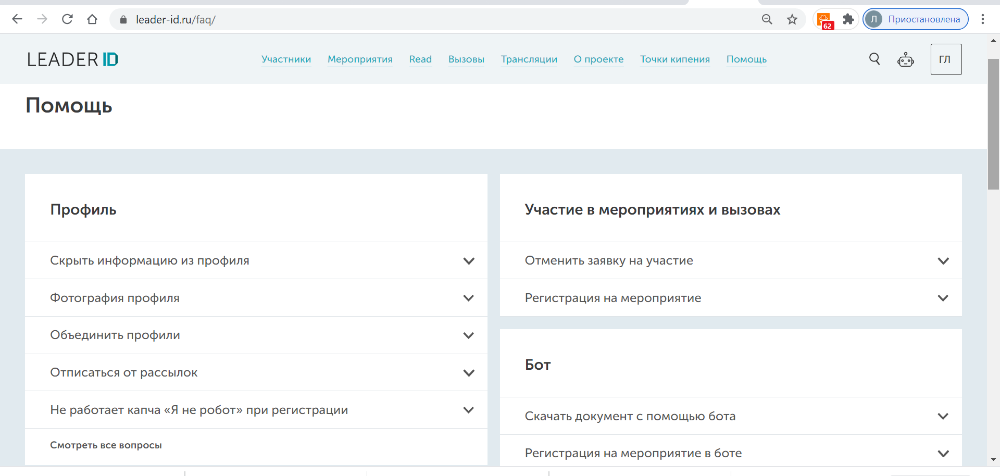 leader-id.ru/faq/
62
Л
Приостановлена
LEADER ID
Участники Мероприятия Read Вызовы Трансляции О проекте Точки кипения Помощь
ГЛ
Помощь
Профиль
Скрыть информацию из профиля
Фотография профиля
Объединить профили
Отписаться от рассылок
Не работает капча «Я не робот» при регистрации
Смотреть все вопросы
Участие в мероприятиях и вызовах
Отменить заявку на участие
Регистрация на мероприятие
Бот
Скачать документ с помощью бота
Регистрация на мероприятие в боте